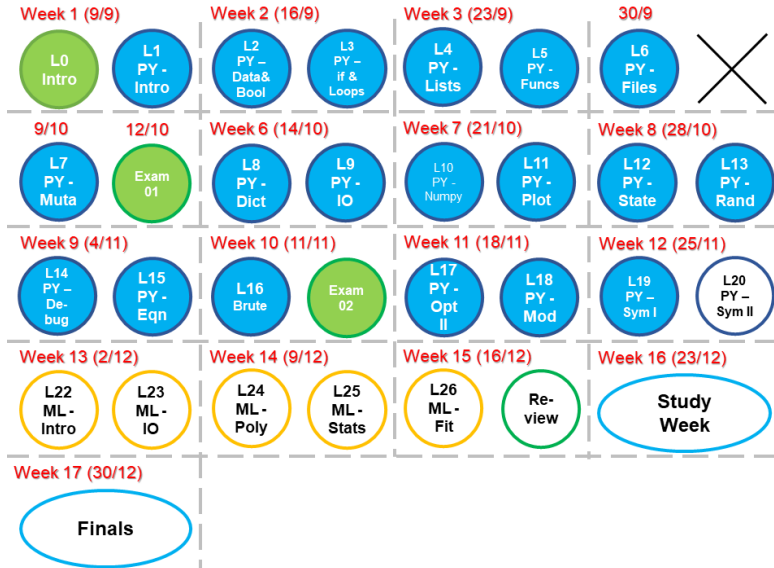 Week 1 (9/9)
L0
Intro
L1
PY -
Intro
Week 2 (16/9)
L2
PY –
Data&
Bool
L3
PY –
if &
Loops
Week 3 (23/9)
L4
PY -
Lists
L5
PY -
Funcs
30/9
L6
PY -
Files
9/10
L7
PY -
Muta
12/10
Exam
01
Week 6 (14/10)
L8
PY -
Dict
L9
PY -
IO
Week 7 (21/10)
L10
PY -
Numpy
L11
PY -
Plot
Week 8 (28/10)
L12
PY -
State
L13
PY -
Rand
Week 9 (4/11)
L14
PY –
De-
bug
L15
PY -
Eqn
Week 10 (11/11)
L16
Brute
Exam
02
Week 11 (18/11)
L17
PY -
Opt
II
L18
PY -
Mod
Week 12 (25/11)
L19
PY –
Sym I
L20
PY –
Sym II
Week 13 (2/12)
L22
ML -
Intro
L23
ML -
IO
Week 14 (9/12)
L24
ML -
Poly
L25
ML -
Stats
Week 15 (16/12)
L26
ML -
Fit
Re-
view
Week 16 (23/12)
Study
Week
Week 17 (30/12)
Finals